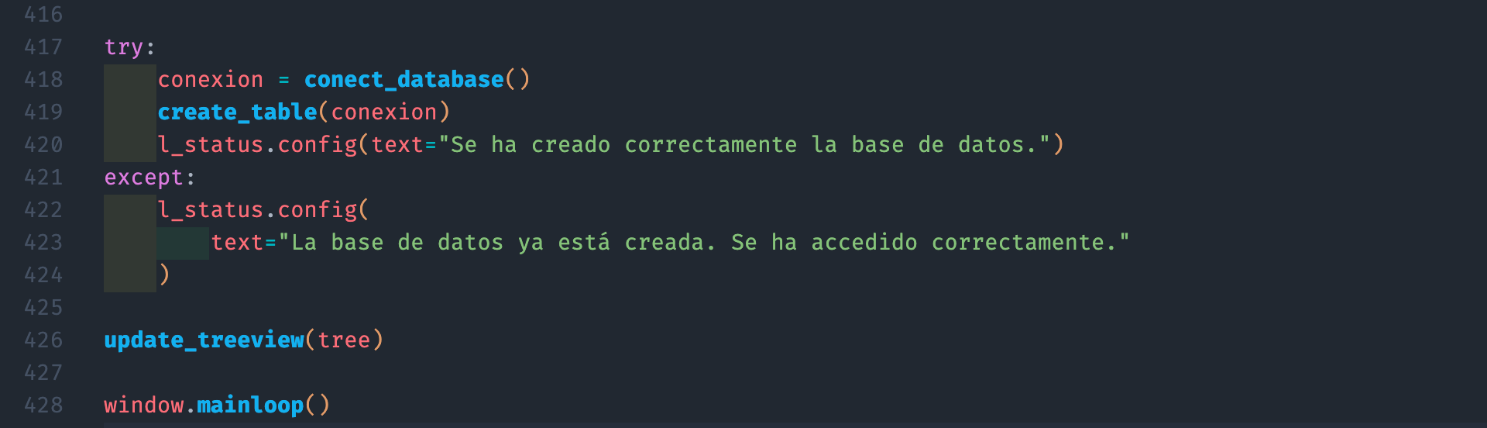 416
417 try:
418     conexion = conect_database()
419     create_table(conexion)
420     l_status.config(text="Se ha creado correctamente la base de datos.")
421 except:
422     l_status.config(
423         text="La base de datos ya está creada. Se ha accedido correctamente."
424     )
425
426 update_treeview(tree)
427
428 window.mainloop()